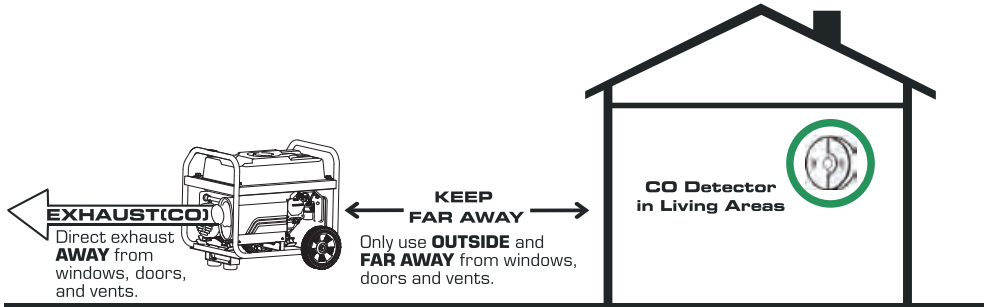 EXHAUST(CO)
Direct exhaust
AWAY from
windows, doors,
and vents.
KEEP
FAR AWAY
Only use OUTSIDE and
FAR AWAY from windows,
doors and vents.
CO Detector
in Living Areas